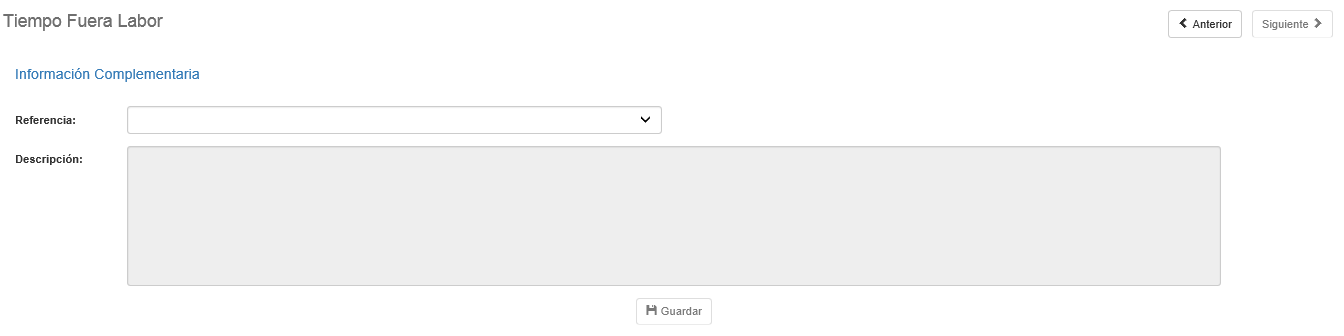 Tiempo Fuera Labor
Anterior
Siguiente
Información Complementaria
Referencia:
Descripción:
Guardar